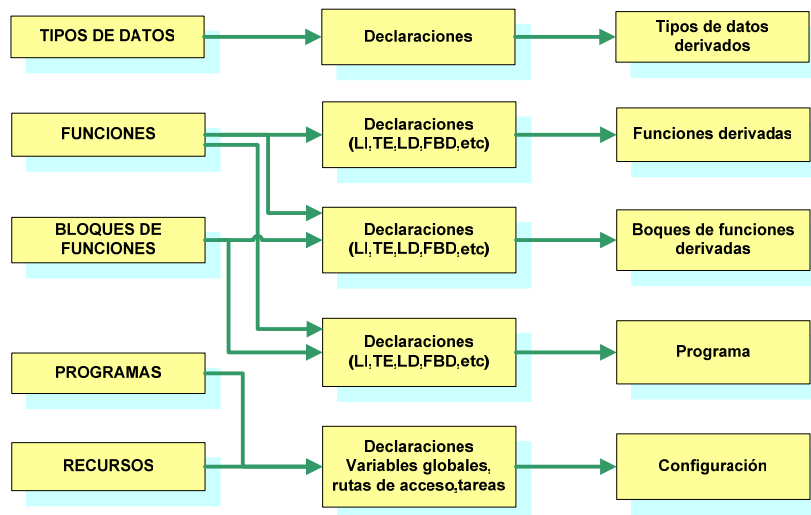 TIPOS DE DATOS
Declaraciones
Tipos de datos
derivados
FUNCIONES
Declaraciones
(LI,TE,LD,FBD,etc)
Funciones derivadas
BLOQUES DE
FUNCIONES
Declaraciones
(LI,TE,LD,FBD,etc)
Boques de funciones
derivadas
Declaraciones
(LI,TE,LD,FBD,etc)
Programa
PROGRAMAS
RECURSOS
Declaraciones
Variables globales,
rutas de acceso,tareas
Configuración